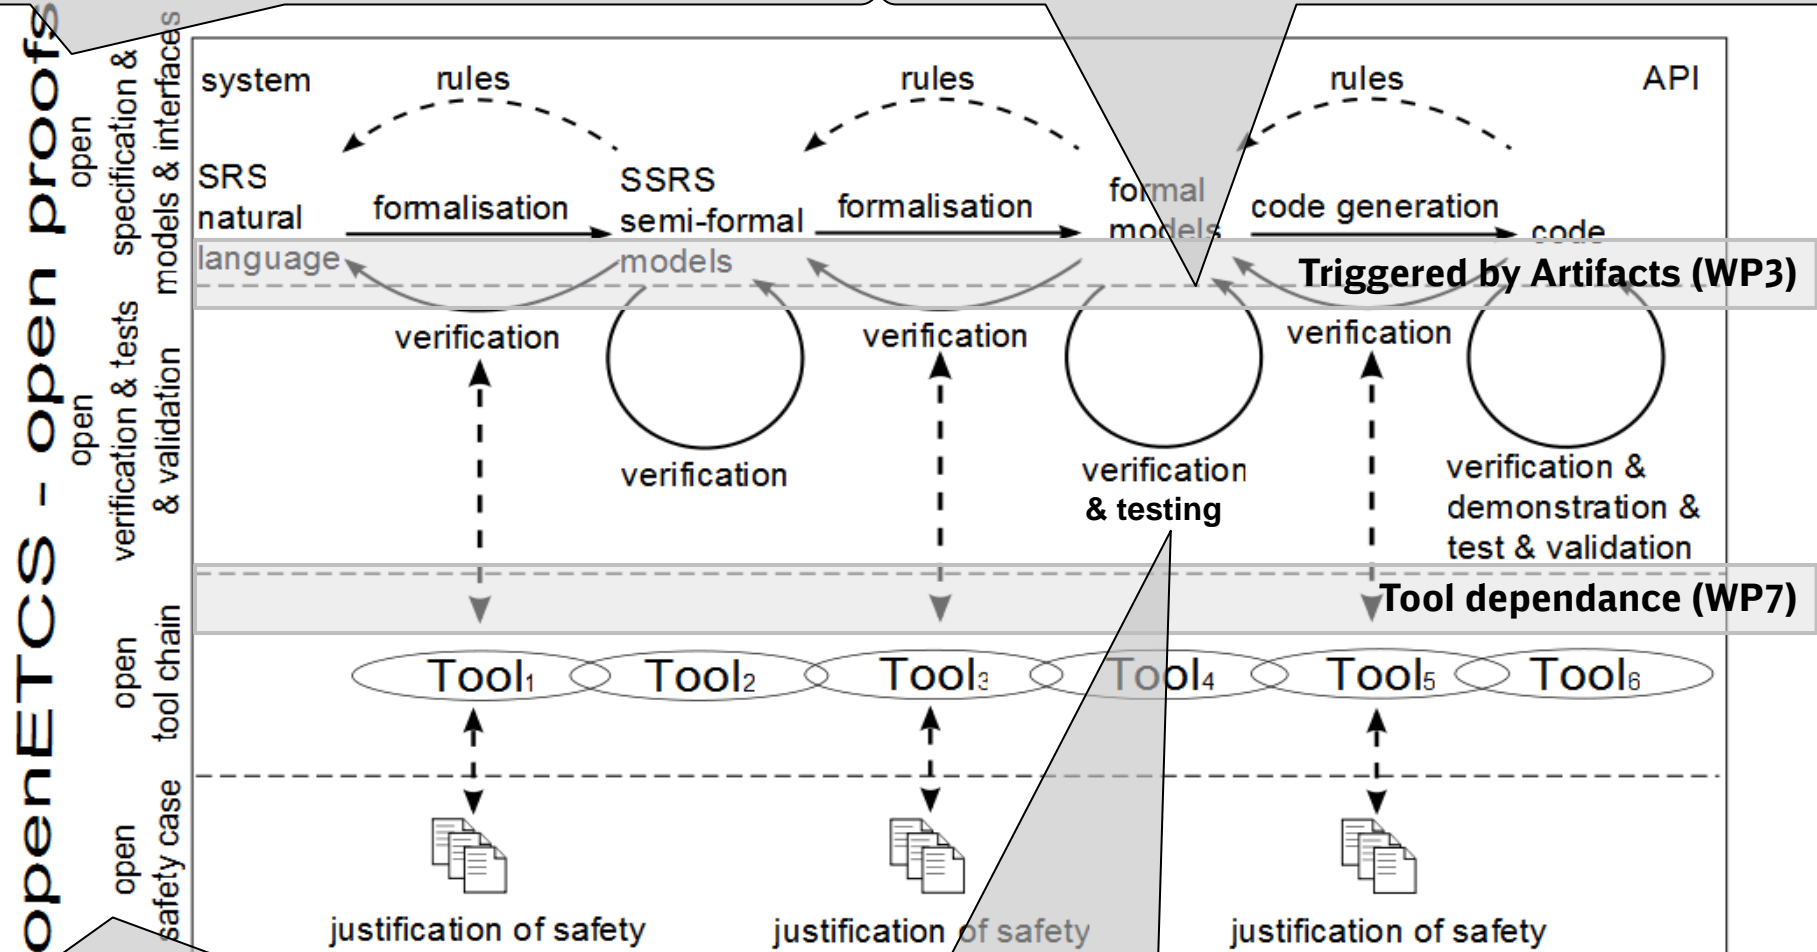 openETCS - open proofs
open
specification &
models & interfaces
open
verification & tests
& validation
open
tool chain
open
safety case
system
rules
rules
rules
API
SRS
natural
language
formalisation
SSRS
semi-formal
models
formalisation
formal
models
code generation
code
Triggered by Artifacts (WP3)
verification
verification
verification
verification
verification
& testing
verification &
demonstration &
test & validation
Tool dependance (WP7)
Tool1
Tool2
Tool3
Tool4
Tool5
Tool6
justification of safety
justification of safety
justification of safety